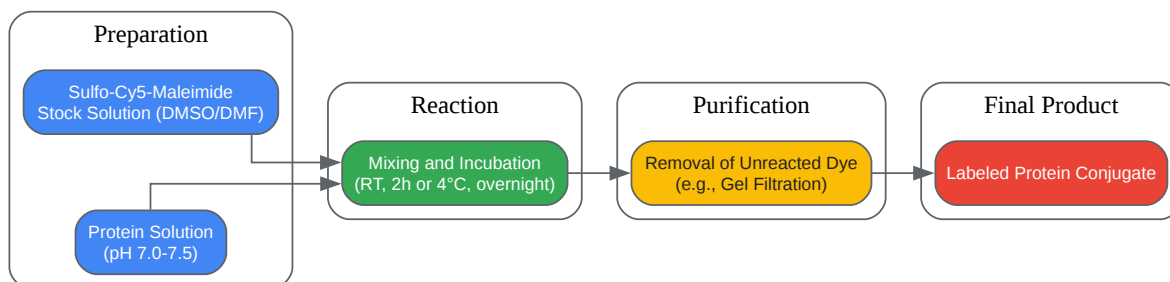 Preparation
Sulfo-Cy5-Maleimide
Stock Solution (DMSO/DMF)
Protein Solution
(pH 7.0-7.5)
Reaction
Mixing and Incubation
(RT, 2h or 4°C, overnight)
Purification
Removal of Unreacted Dye
(e.g., Gel Filtration)
Final Product
Labeled Protein Conjugate